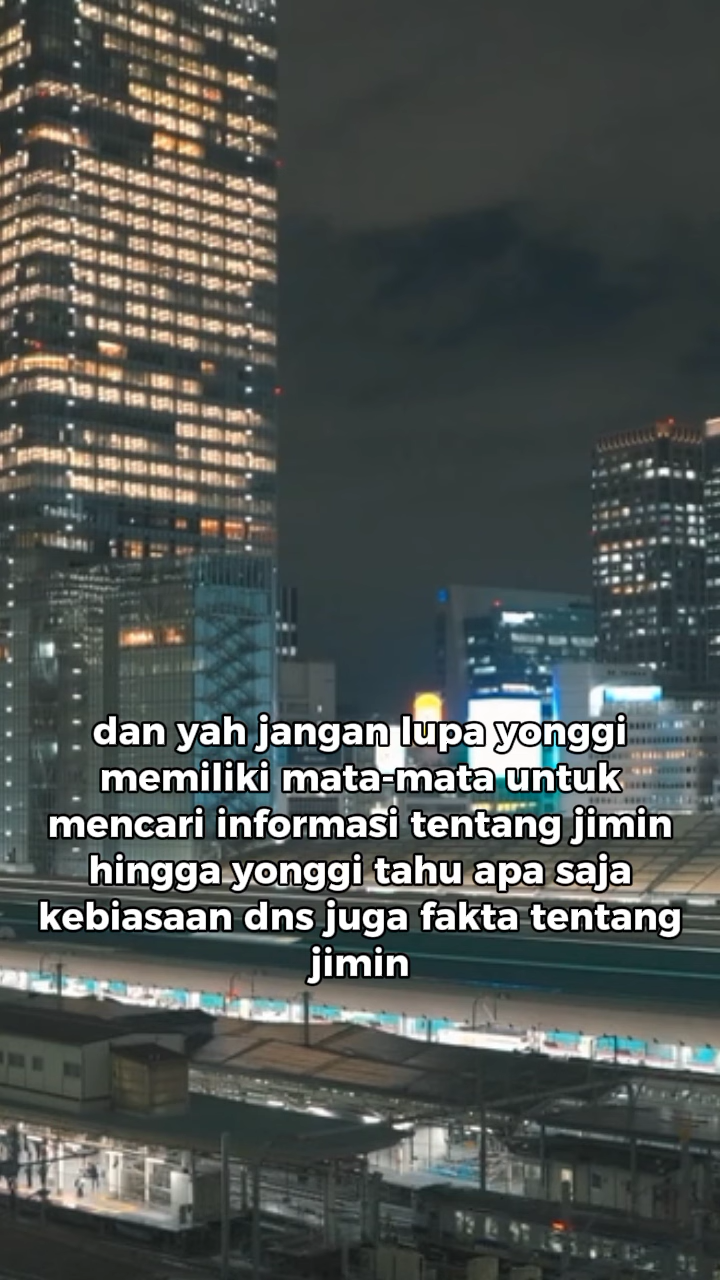 dan yah jangan lupa yonggi
memiliki mata-mata untuk
mencari informasi tentang jimin
hingga yonggi tahu apa saja
kebiasaan dns juga fakta tentang
jimin